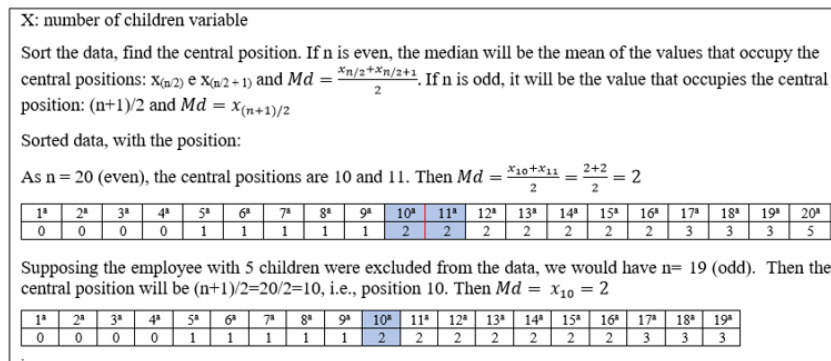 X: number of children variable
Sort the data, find the central position. If n is even, the median will be the mean of the values that occupy the
central positions: x(n/2) e x(n/2 + 1) and Md = (xn/2+xn/2+1)/2. If n is odd, it will be the value that occupies the central
position: (n+1)/2 and Md = x(n+1)/2
Sorted data, with the position:
As n = 20 (even), the central positions are 10 and 11. Then Md = (x10+x11)/2 = (2+2)/2 = 2
1ª 2ª 3ª 4ª 5ª 6ª 7ª 8ª 9ª 10ª 11ª 12ª 13ª 14ª 15ª 16ª 17ª 18ª 19ª 20ª
0 0 0 0 1 1 1 1 1 2 2 2 2 2 2 2 3 3 3 5
Supposing the employee with 5 children were excluded from the data, we would have n= 19 (odd). Then the
central position will be (n+1)/2=20/2=10, i.e., position 10. Then Md = x10 = 2
1ª 2ª 3ª 4ª 5ª 6ª 7ª 8ª 9ª 10ª 11ª 12ª 13ª 14ª 15ª 16ª 17ª 18ª 19ª
0 0 0 0 1 1 1 1 1 2 2 2 2 2 2 2 3 3 3